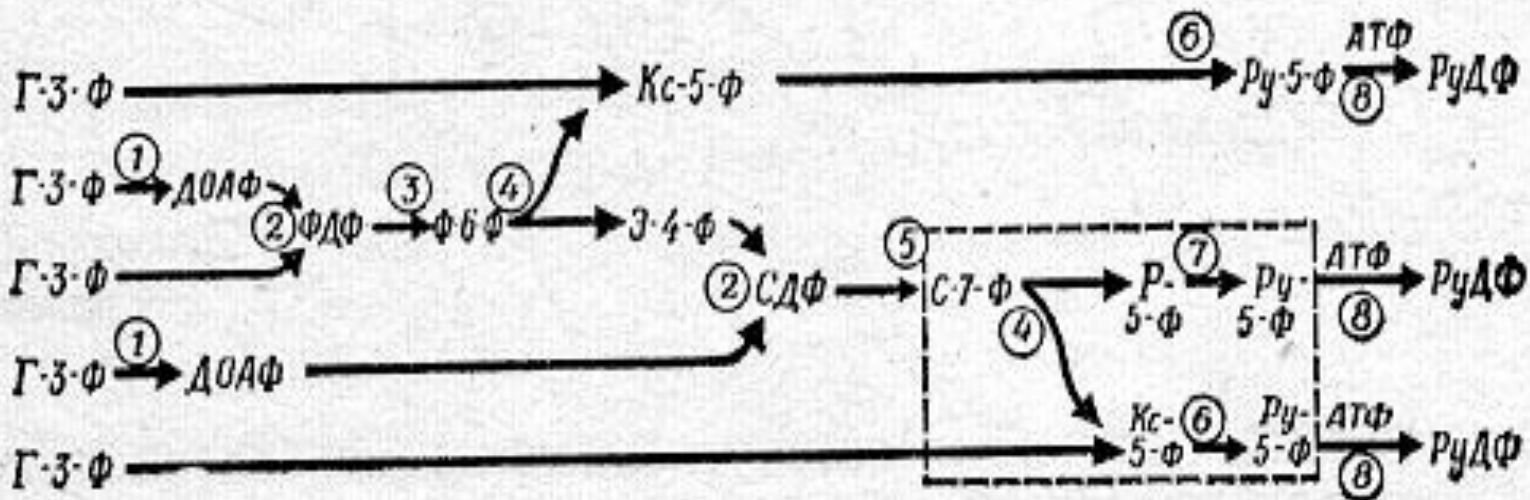 Г-3-Ф Кс-5-Ф ⑥ Ру-5-Ф АТФ ⑧ РуДФ
Г-3-Ф ① ДОАФ
② ФДФ ③ Ф-6-Ф ④ Э-4-Ф
Г-3-Ф
② СДФ ⑤ С-7-Ф ④ Р-5-Ф ⑦ Ру-5-Ф АТФ ⑧ РуДФ
Г-3-Ф ① ДОАФ
Г-3-Ф Кс-5-Ф ⑥ Ру-5-Ф АТФ ⑧ РуДФ